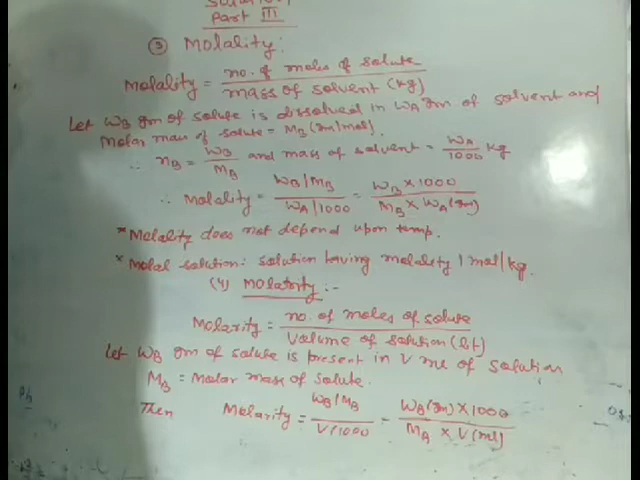 Solution
Part III
③ Molality:
Molality = no. of moles of solute / mass of solvent (kg)
Let WB gm of solute is dissolved in WA gm of solvent and
Molar mass of solute = MB (gm/mol).
∴ nB = WB / MB and mass of solvent = WA / 1000 kg
∴ Molality = WB/MB / WA/1000 = WB × 1000 / MB × WA (gm)
* Molality does not depend upon temp.
* Molal solution: solution having molality 1 mol/kg.
(4) Molarity :-
Molarity = no. of moles of solute / Volume of solution (lit)
Let WB gm of solute is present in V ml of solution
MB = Molar mass of solute.
Then Molarity = WB/MB / V/1000 = WB (gm) × 1000 / MB × V (ml)